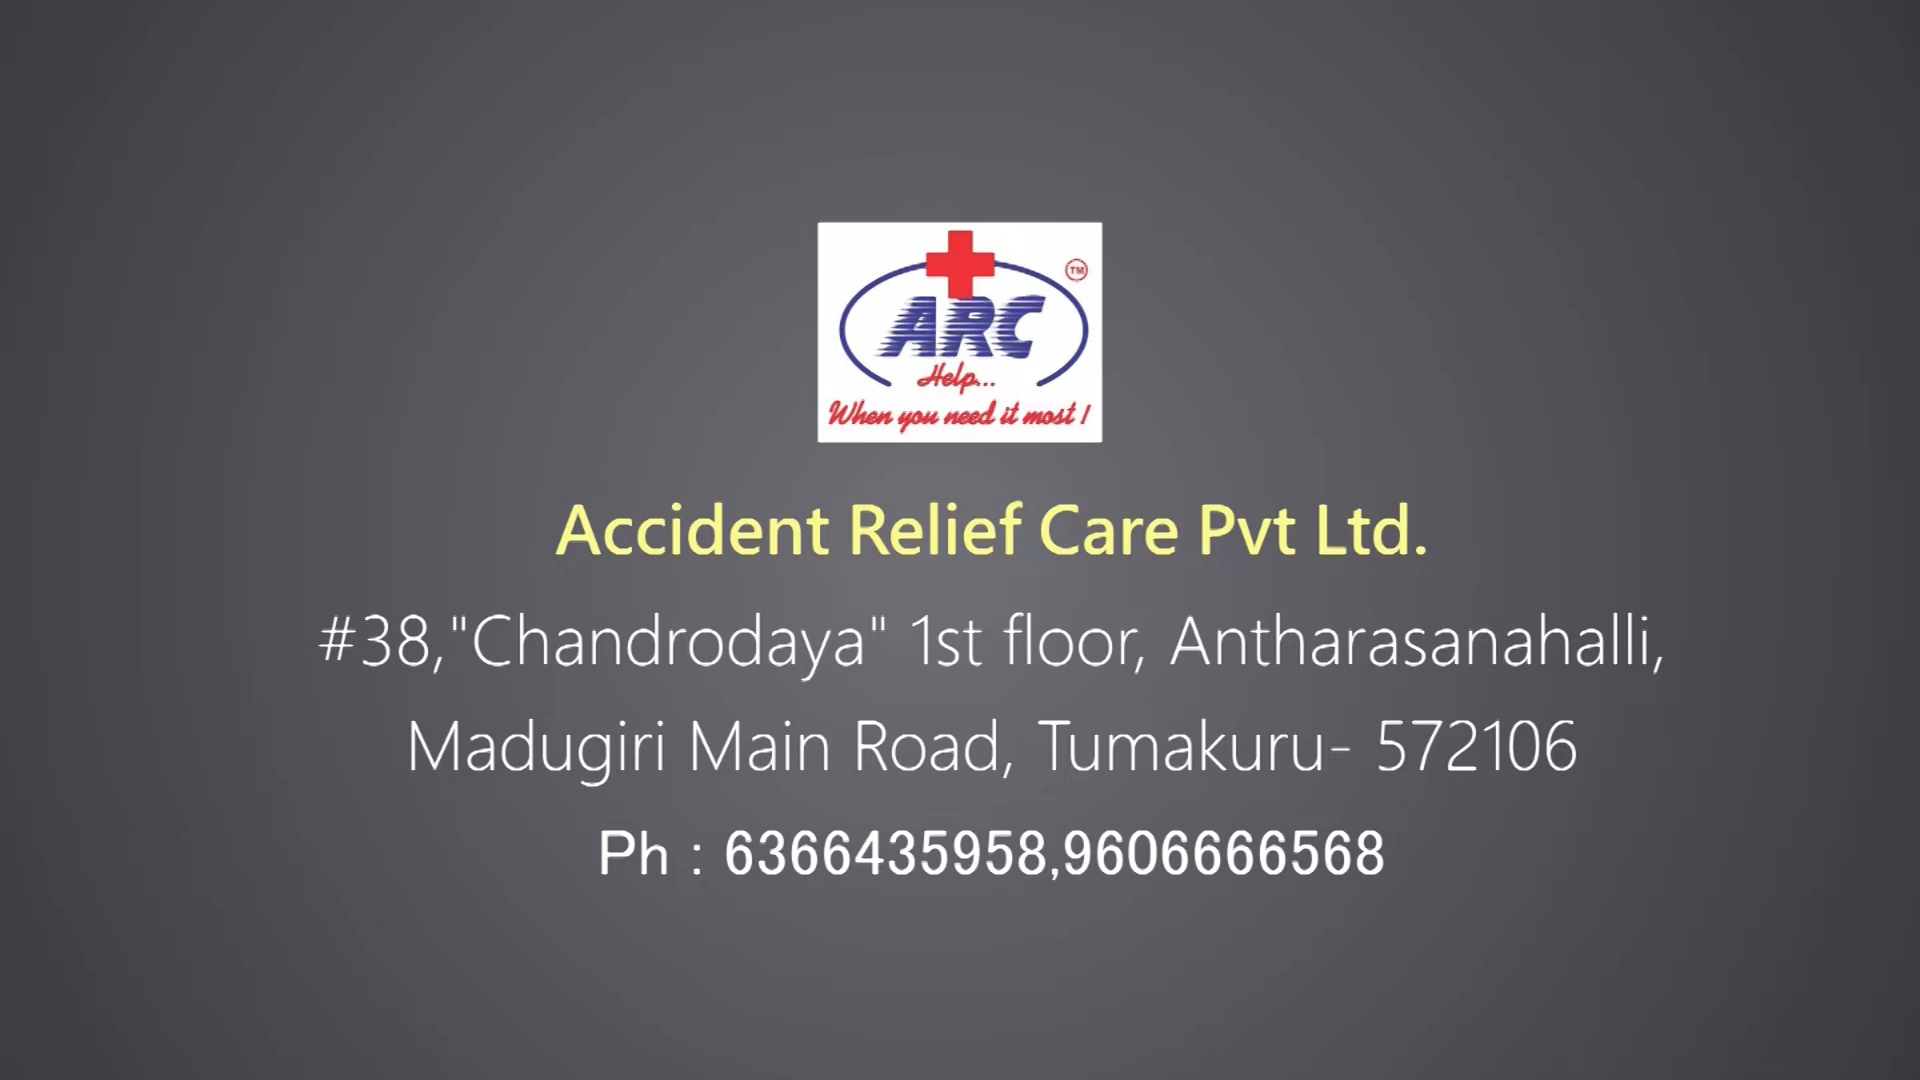 TM
ARC
Help...
When you need it most !
Accident Relief Care Pvt Ltd.
#38,"Chandrodaya" 1st floor, Antharasanahalli,
Madugiri Main Road, Tumakuru- 572106
Ph : 6366435958,9606666568